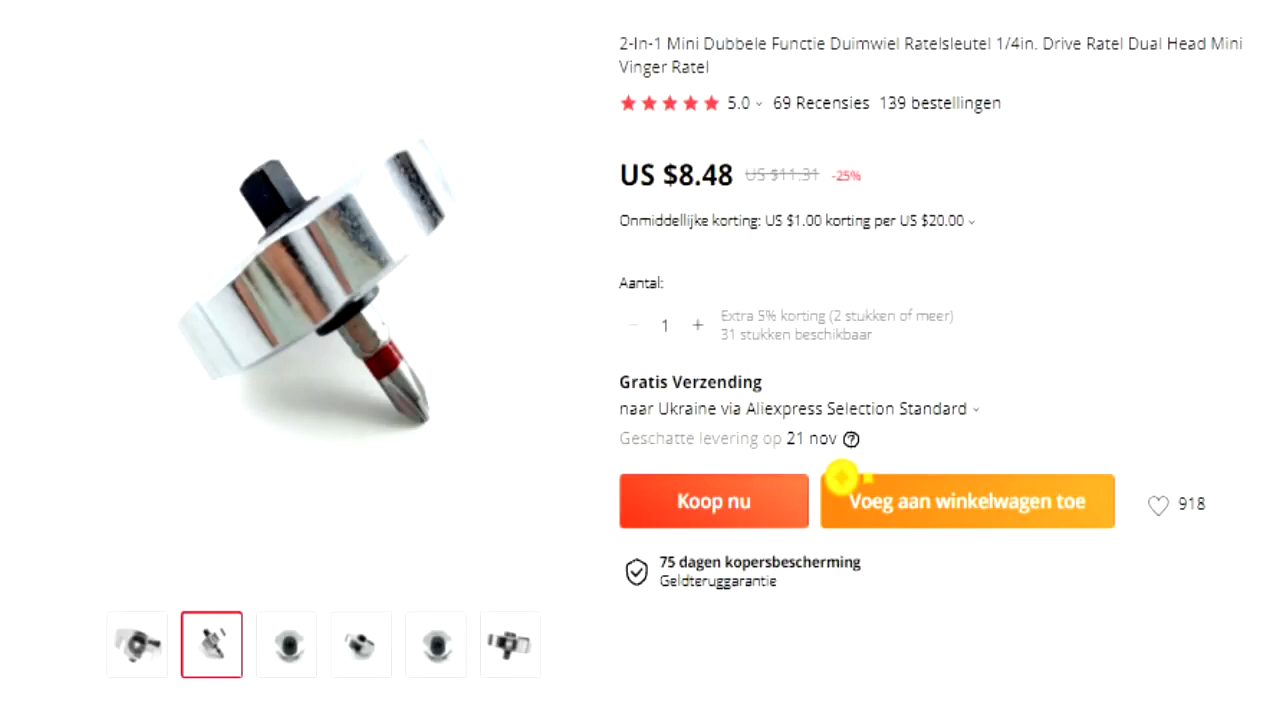 2-In-1 Mini Dubbele Functie Duimwiel Ratelsleutel 1/4in. Drive Ratel Dual Head Mini
Vinger Ratel
5.0 69 Recensies 139 bestellingen
US $8.48 US $11.31 -25%
Onmiddellijke korting: US $1.00 korting per US $20.00
Aantal:
1
Extra 5% korting (2 stukken of meer)
31 stukken beschikbaar
Gratis Verzending
naar Ukraine via Aliexpress Selection Standard
Geschatte levering op 21 nov ?
Koop nu
Voeg aan winkelwagen toe
918
75 dagen kopersbescherming
Geldteruggarantie